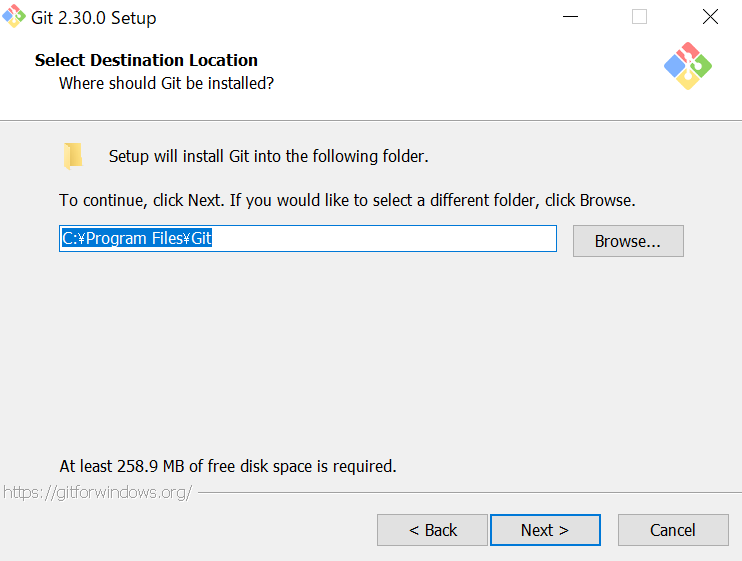 Git 2.30.0 Setup
Select Destination Location
Where should Git be installed?
Setup will install Git into the following folder.
To continue, click Next. If you would like to select a different folder, click Browse.
C:¥Program Files¥Git
Browse...
At least 258.9 MB of free disk space is required.
https://gitforwindows.org/
< Back
Next >
Cancel